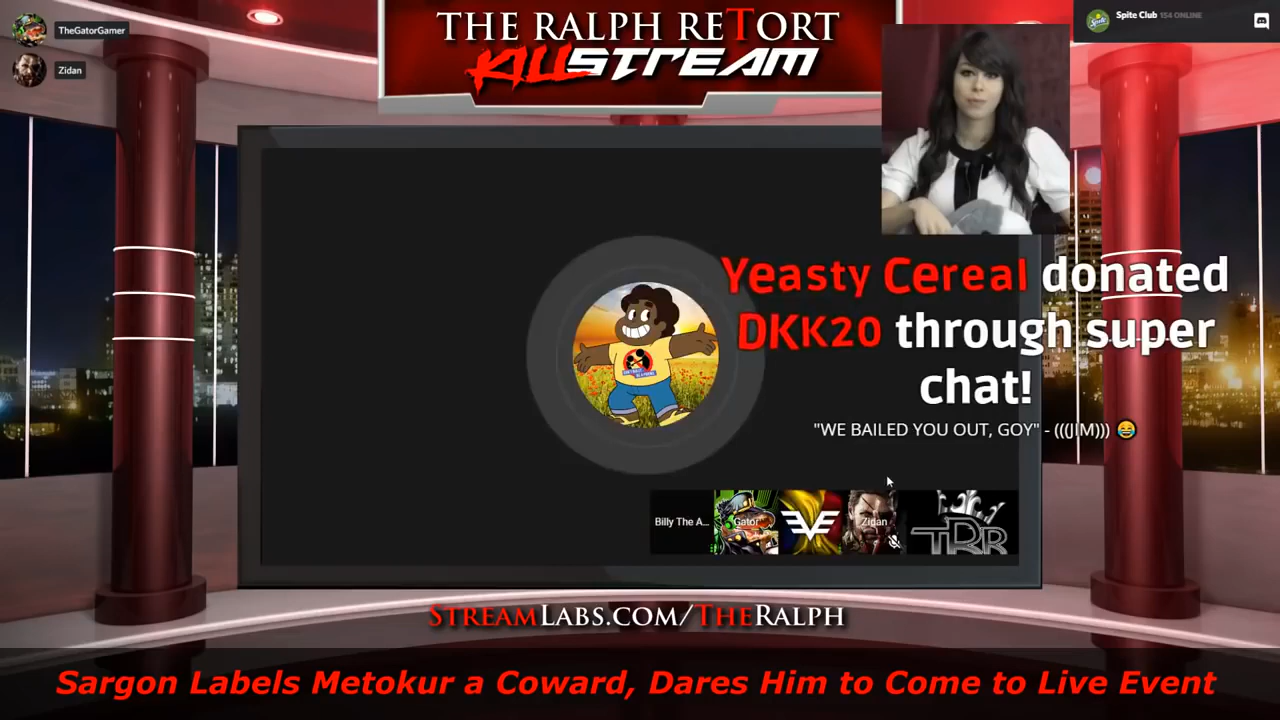 TheGatorGamer
Zidan
THE RALPH RETORT
KILLSTREAM
Spite Club 154 ONLINE
Yeasty Cereal donated
DKK20 through super
chat!
"WE BAILED YOU OUT, GOY" - (((JIM))) 😂
Billy The A...
Gator
Zidan
TRR
STREAMLABS.COM/THERALPH
Sargon Labels Metokur a Coward, Dares Him to Come to Live Event